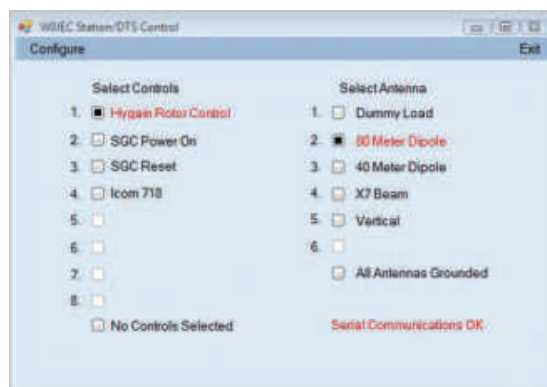 Station/DTS Control
Configure
Exit
Select Controls
1. Hygain Rotor Control
2. SGC Power On
3. SGC Reset
4. Icom 718
5.
6.
7.
8.
No Controls Selected
Select Antenna
1. Dummy Load
2. 80 Meter Dipole
3. 40 Meter Dipole
4. X7 Beam
5. Vertical
6.
All Antennas Grounded
Serial Communications OK